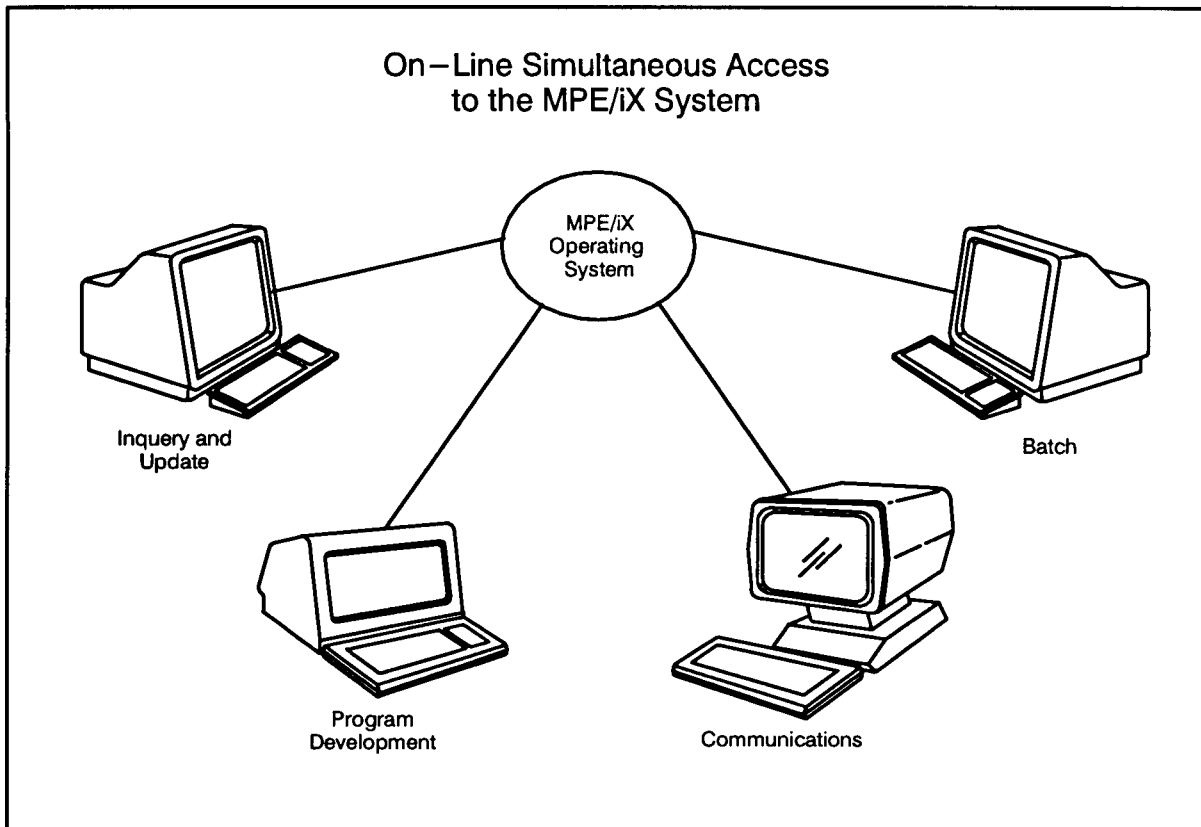 On–Line Simultaneous Access
to the MPE/iX System
MPE/iX
Operating
System
Inquery and
Update
Batch
Program
Development
Communications